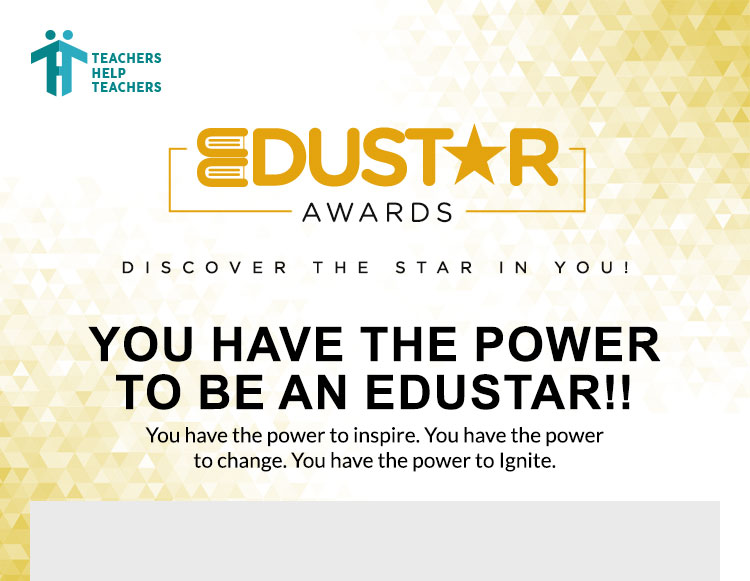 TEACHERS
HELP
TEACHERS
EDUSTAR
AWARDS
DISCOVER THE STAR IN YOU!
YOU HAVE THE POWER
TO BE AN EDUSTAR!!
You have the power to inspire. You have the power
to change. You have the power to Ignite.